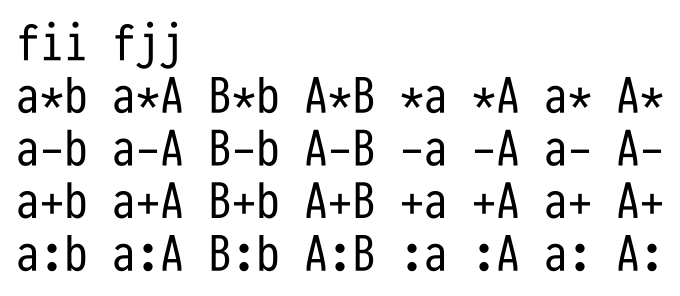 fii fjj
a*b a*A B*b A*B *a *A a* A*
a-b a-A B-b A-B -a -A a- A-
a+b a+A B+b A+B +a +A a+ A+
a:b a:A B:b A:B :a :A a: A: